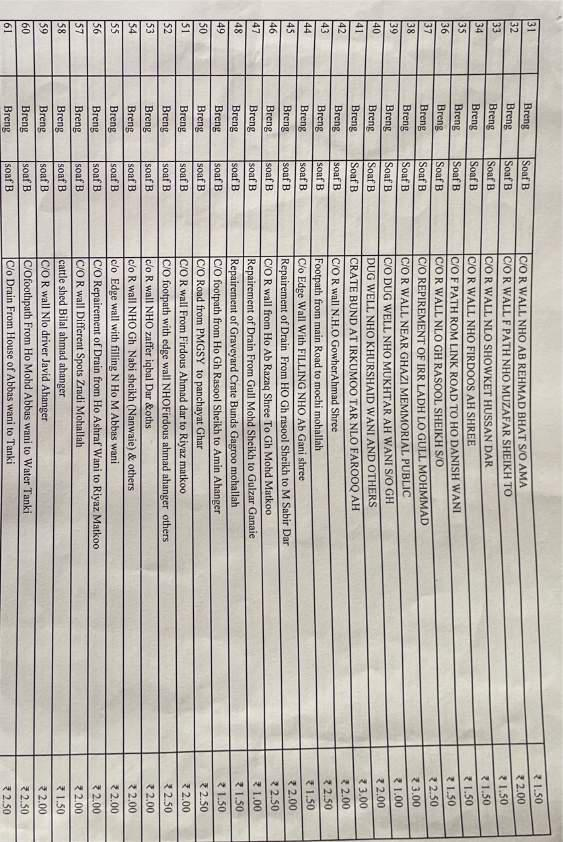 31 Breng Soaf B C/O R WALL NHO AB REHMAD BHAT S/O AMA ₹ 1.50
32 Breng Soaf B C/O R WALL F PATH NHO MUZAFAR SHEIKH TO ₹ 2.00
33 Breng Soaf B C/O R WALL NLO SHOWKET HUSSAN DAR ₹ 1.50
34 Breng Soaf B C/O R WALL NHO FIRDOOS AH SHREE ₹ 1.50
35 Breng Soaf B C/O F PATH ROM LINK ROAD TO HO DANISH WANI ₹ 1.50
36 Breng Soaf B C/O R WALL NLO GH RASOOL SHEIKH S/O ₹ 1.50
37 Breng Soaf B C/O REPIREMENT OF IRR LADH LO GUEL MOHMMAD ₹ 2.50
38 Breng Soaf B C/O R WALL NEAR GHAZI MEMMORIAL PUBLIC ₹ 3.00
39 Breng Soaf B C/O DUG WELL NHO MUKHTAR AH WANI S/O GH ₹ 1.00
40 Breng Soaf B DUG WELL NHO KHURSHAID WANI AND OTHERS ₹ 2.00
41 Breng Soaf B CRATE BUND AT IRKUMOO TAR NLO FAROOQ AH ₹ 3.00
42 Breng soaf B C/O R wall N.H.O GowherAhmad Shree ₹ 2.00
43 Breng soaf B Footpath from main Road to mochi mohallah ₹ 2.50
44 Breng soaf B C/o Edge Wall With FILLING NHO Ab Gani shree ₹ 1.50
45 Breng soaf B Repairement of Drain From HO Gh rasool Sheikh to M Sabir Dar ₹ 2.00
46 Breng soaf B C/O R wall from Ho Ab Razaq Shree To Gh Mohd Matkoo ₹ 2.50
47 Breng soaf B Repairement of Drain From Gull Mohd Sheikh to Gulzar Ganaie ₹ 1.00
48 Breng soaf B Repairement of Graveyard Crate Bunds Gagroo mohallah ₹ 1.50
49 Breng soaf B C/O footpath from Ho Gh Rasool Sheikh to Amin Ahanger ₹ 1.50
50 Breng soaf B C/O Road from PMGSY to panchayat Ghar ₹ 2.50
51 Breng soaf B C/O R wall From Firdous Ahmad dar to Riyaz matkoo ₹ 2.00
52 Breng soaf B C/O footpath with edge wall NHOFirdous ahmad ahanger others ₹ 2.50
53 Breng soaf B c/o R wall NHO zaffer iqbal Dar &oths ₹ 2.00
54 Breng soaf B c/o R wall NHO Gh Nabi sheikh (Nanwaie) & others ₹ 2.00
55 Breng soaf B c/o Edge wall with filling N Ho M Abbas wani ₹ 2.00
56 Breng soaf B C/O Repairement of Drain from Ho Ashraf Wani to Riyaz Matkoo ₹ 2.00
57 Breng soaf B C/O R wall Different Spots Zradi Mohallah ₹ 2.00
58 Breng soaf B cattle shed Bilal ahmad ahanger ₹ 1.50
59 Breng soaf B C/O R wall Nlo driver Javid Ahanger ₹ 2.00
60 Breng soaf B C/Ofoothpath From Ho Mohd Abbas wani to Water Tanki ₹ 2.50
61 Breng soaf B C/o Drain From House of Abbas wani to Tanki ₹ 2.50